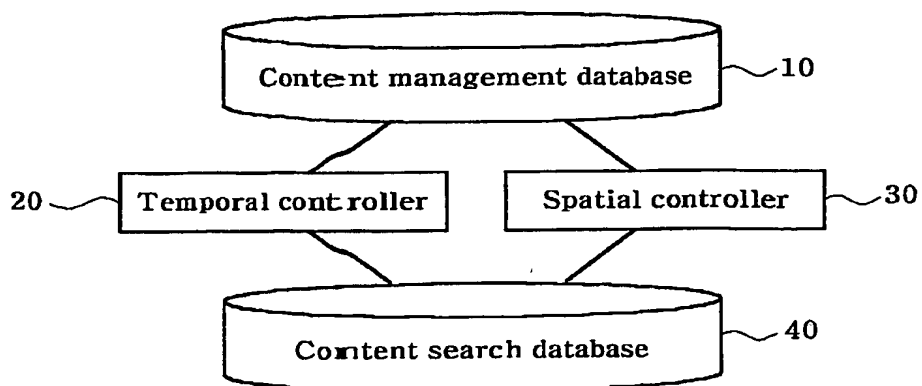 Content management database
10
20
Temporal controller
Spatial controller
30
Content search database
40